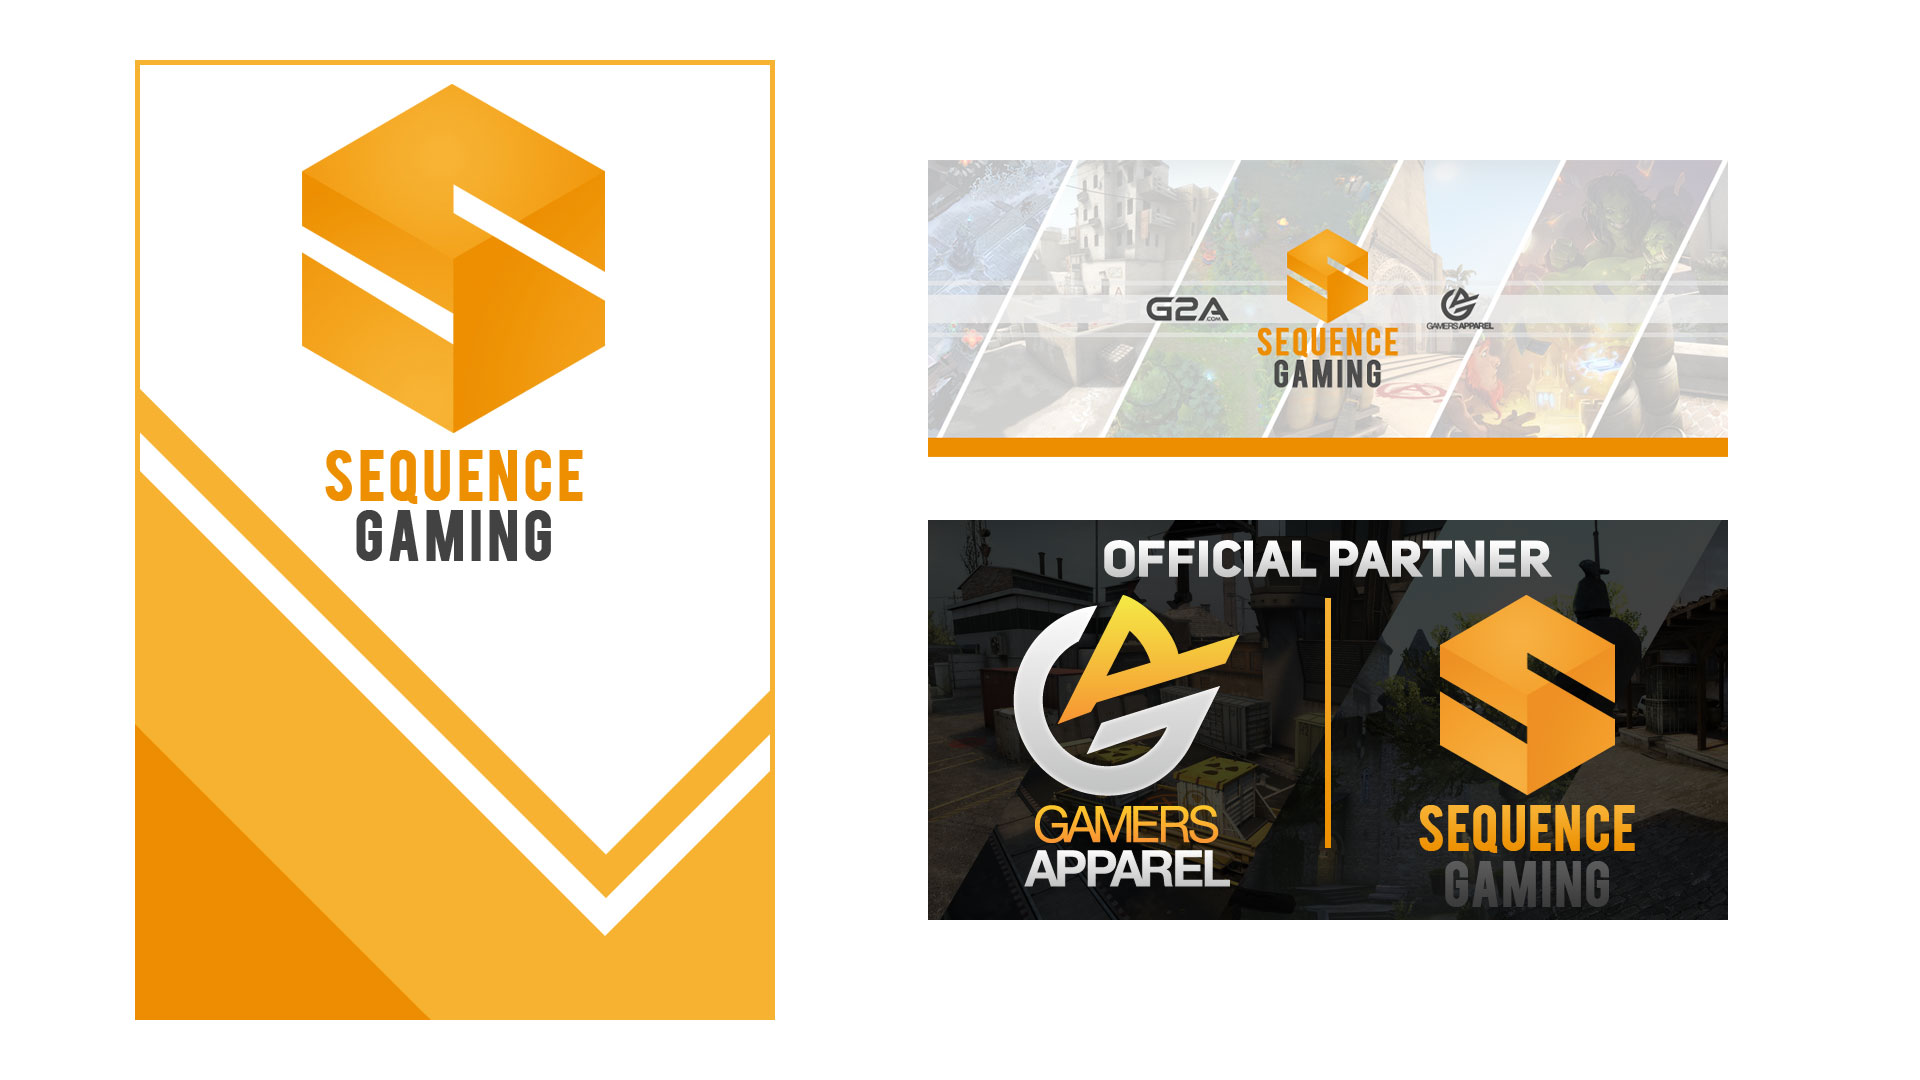 SEQUENCE
GAMING
G2A
.COM
GAMERS APPAREL
SEQUENCE
GAMING
OFFICIAL PARTNER
GAMERS
APPAREL
SEQUENCE
GAMING